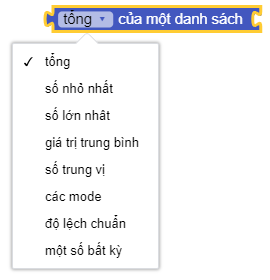 tổng của một danh sách
tổng
số nhỏ nhất
số lớn nhât
giá trị trung bình
số trung vị
các mode
độ lệch chuẩn
một số bất kỳ